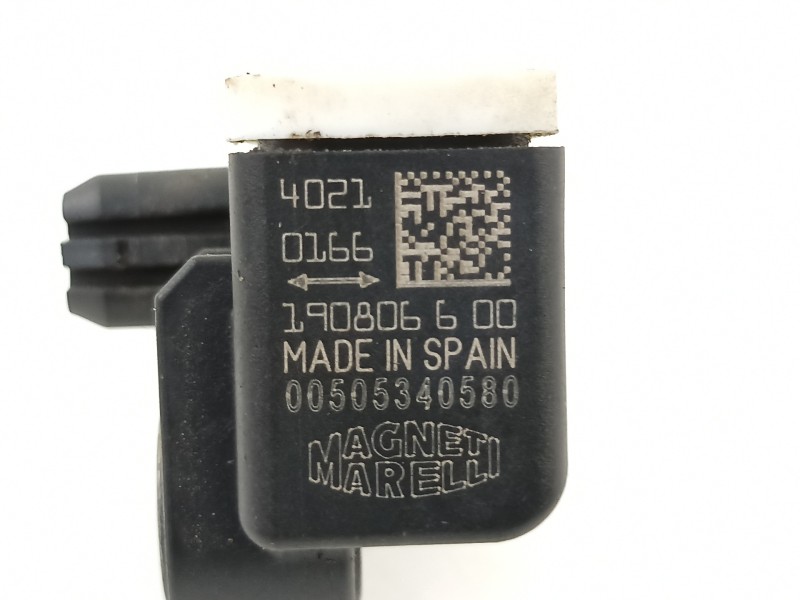 4021
0166
190806 6 00
MADE IN SPAIN
00505340580
MAGNETI
MARELLI